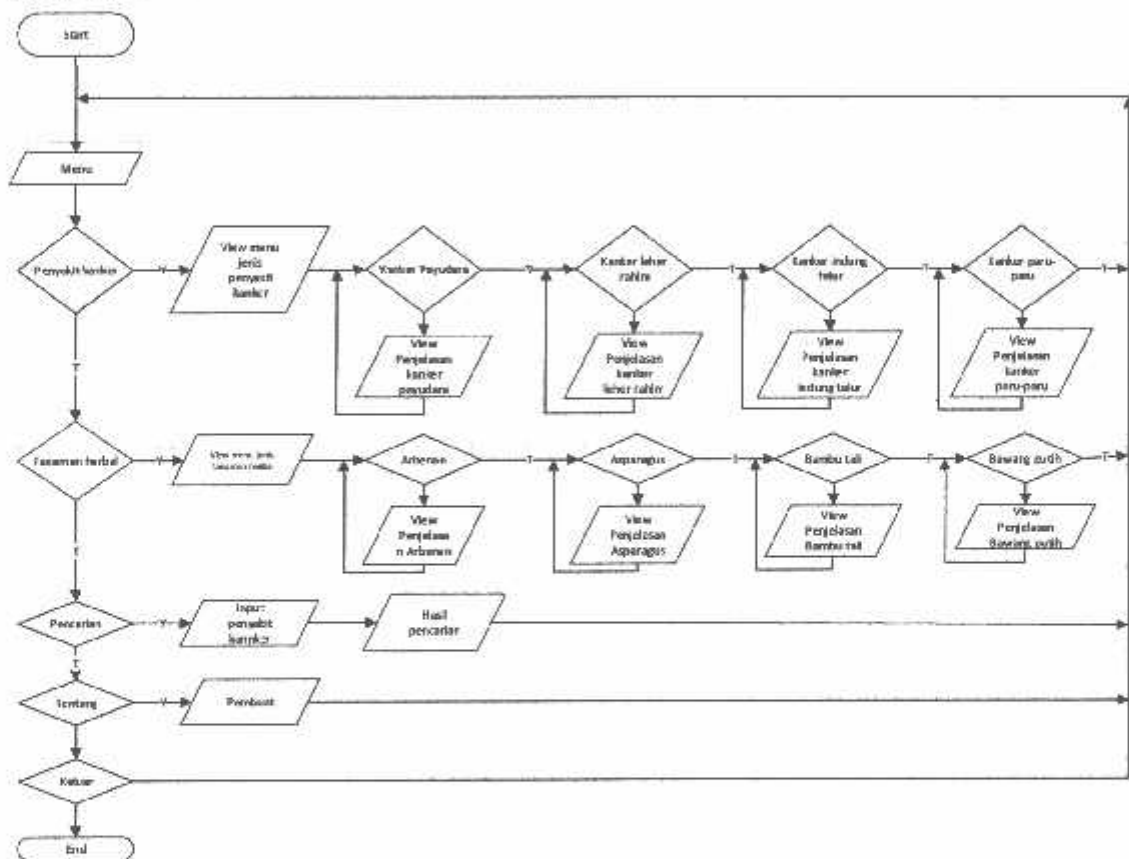 Start
Menu
Penyakit kanker
Y
View menu
jenis
penyakit
kanker
Kanker Payudara
Kanker leher
rahim
T
Kanker indung
telur
T
Kanker paru-
paru
View
Penjelasan
kanker
payudara
View
Penjelasan
kanker
leher rahim
View
Penjelasan
kanker
indung telur
View
Penjelasan
kanker
paru-paru
T
Tanaman herbal
Y
View menu jenis
Asparagus
T
Bambu tali
Bawang putih
T
View
Penjelasa
n Arbenan
View
Penjelasan
Asparagus
View
Penjelasan
Bambu tali
View
Penjelasan
Bawang putih
Pencarian
Y
Input
penyakit
Hasil
pencarian
T
Tentang
Y
Pembuat
Keluar
End